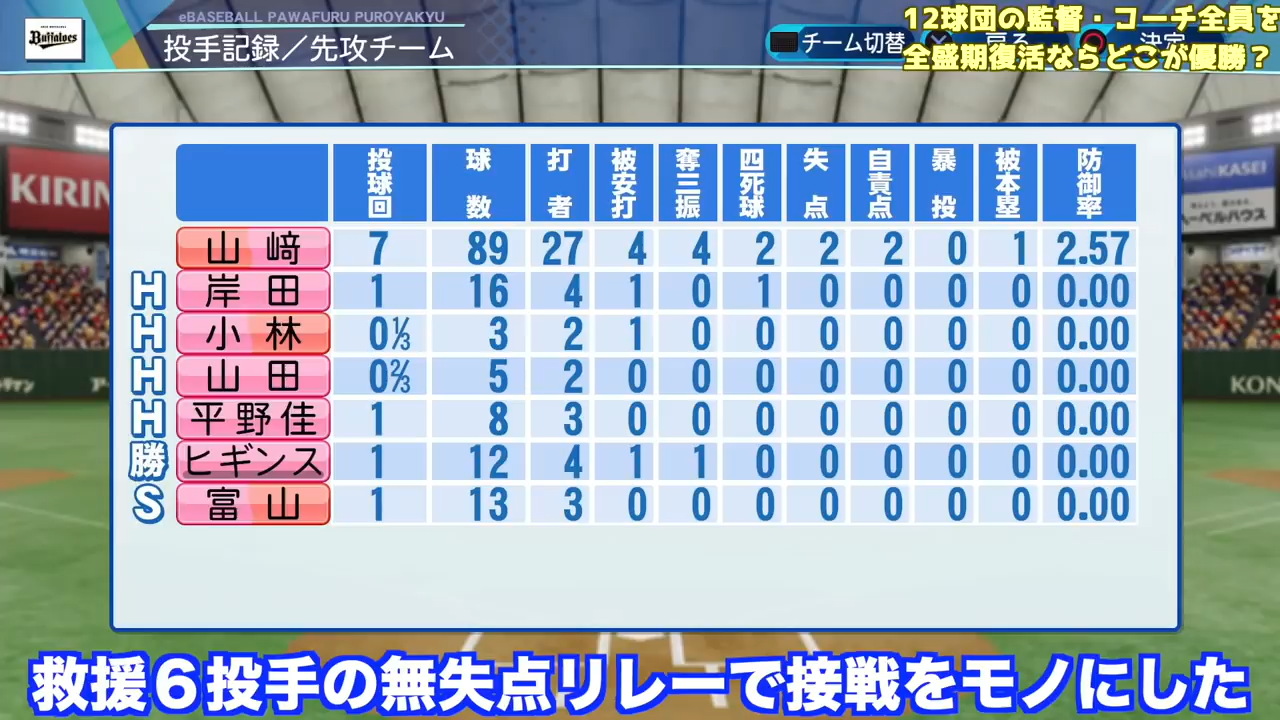 eBASEBALL PAWAFURU PUROYAKYU
Buffaloes
投手記録／先攻チーム
チーム切替
戻る
決定
12球団の監督・コーチ全員を
全盛期復活ならどこが優勝？
KIRIN
AsahiKASEI
ヘーベルハウス
投球回 球数 打者 被安打 奪三振 四死球 失点 自責点 暴投 被本塁 防御率
山﨑 7 89 27 4 4 2 2 2 0 1 2.57
H 岸田 1 16 4 1 0 1 0 0 0 0 0.00
H 小林 0⅓ 3 2 1 0 0 0 0 0 0 0.00
H 山田 0⅔ 5 2 0 0 0 0 0 0 0 0.00
H 平野佳 1 8 3 0 0 0 0 0 0 0 0.00
勝 ヒギンス 1 12 4 1 1 0 0 0 0 0 0.00
S 富山 1 13 3 0 0 0 0 0 0 0 0.00
KON
救援６投手の無失点リレーで接戦をモノにした